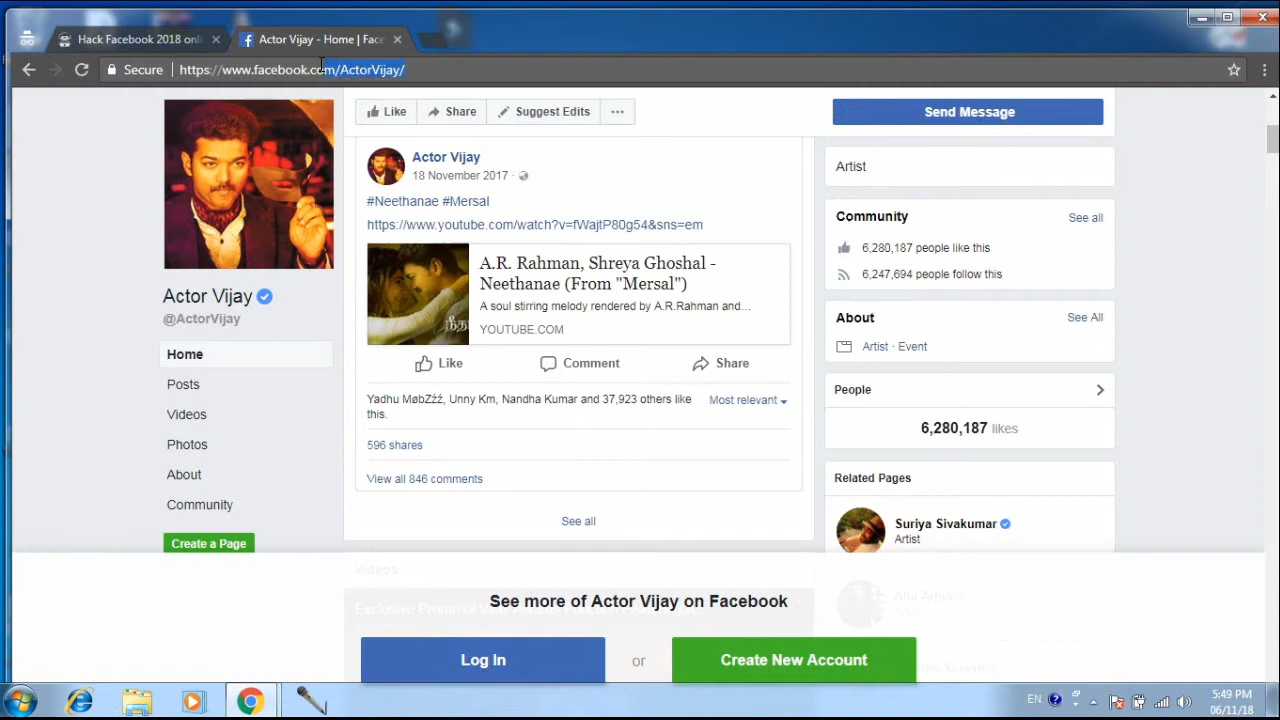 Hack Facebook 2018 onli
Actor Vijay - Home | Face
Secure
https://www.facebook.com/ActorVijay/
Like
Share
Suggest Edits
Send Message
Actor Vijay
@ActorVijay
Home
Posts
Videos
Photos
About
Community
Create a Page
Actor Vijay
18 November 2017
#Neethanae #Mersal
https://www.youtube.com/watch?v=fWajtP80g54&sns=em
A.R. Rahman, Shreya Ghoshal -
Neethanae (From "Mersal")
A soul stirring melody rendered by A.R.Rahman and...
YOUTUBE.COM
Like
Comment
Share
Yadhu MøbZźź, Unny Km, Nandha Kumar and 37,923 others like
this.
Most relevant
596 shares
View all 846 comments
See all
Artist
Community
See all
6,280,187 people like this
6,247,694 people follow this
About
See All
Artist · Event
People
6,280,187 likes
Related Pages
Suriya Sivakumar
Artist
Videos
Allu Arjun
Artist
See more of Actor Vijay on Facebook
Log In
or
Create New Account
EN
5:49 PM
06/11/18